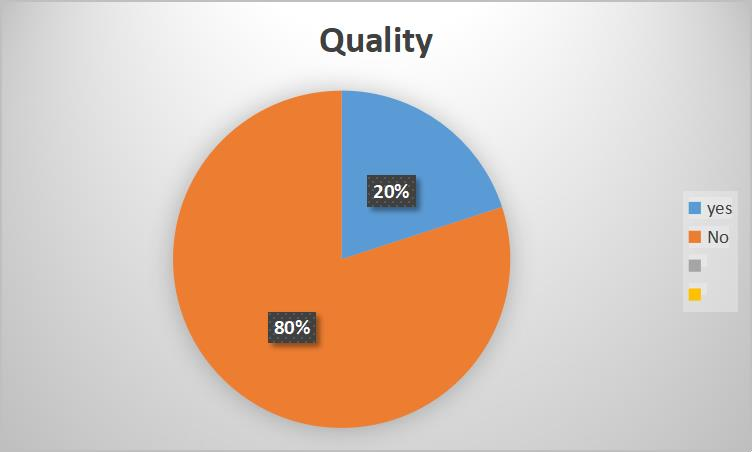 Quality
20%
80%
yes
No